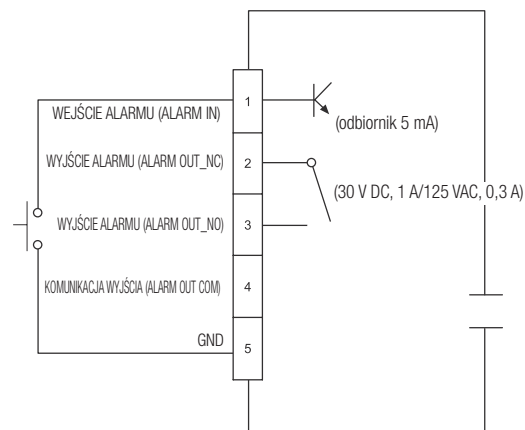 WEJŚCIE ALARMU (ALARM IN)
1
(odbiornik 5 mA)
WYJŚCIE ALARMU (ALARM OUT_NC)
2
(30 V DC, 1 A/125 VAC, 0,3 A)
WYJŚCIE ALARMU (ALARM OUT_NO)
3
KOMUNIKACJA WYJŚCIA (ALARM OUT COM)
4
GND
5